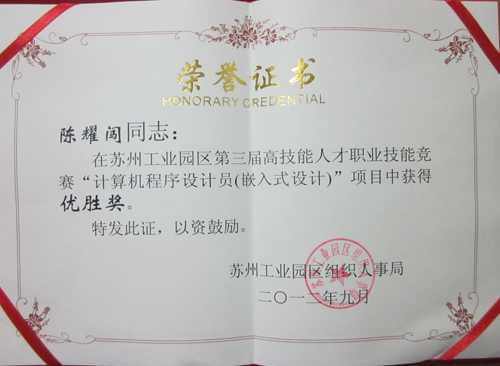 荣誉证书
HONORARY CREDENTIAL
陈耀阎同志：
在苏州工业园区第三届高技能人才职业技能竞
赛“计算机程序设计员(嵌入式设计)”项目中获得
优胜奖。
特发此证，以资鼓励。
苏州工业园区组织人事局
二〇一二年九月